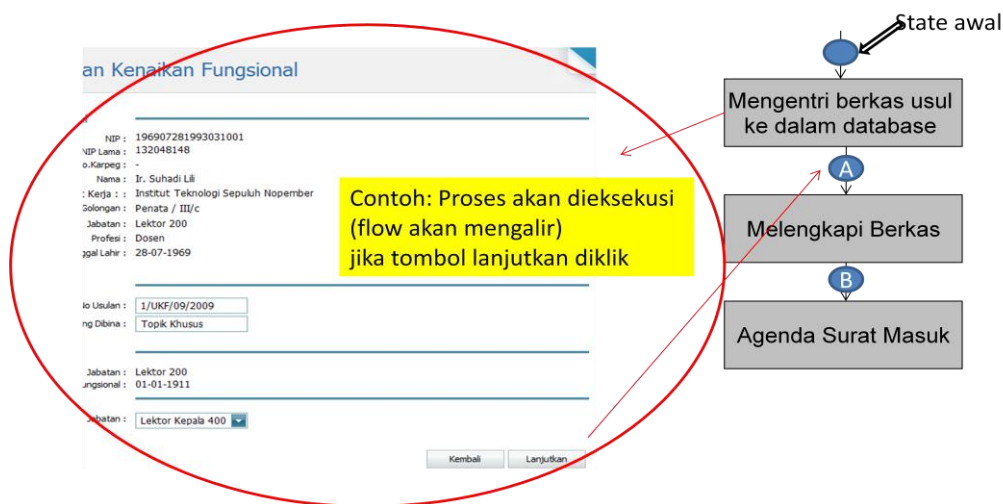 State awal
an Kenaikan Fungsional
NIP : 196907281993031001
NIP Lama : 132048148
o.Karpeg : -
Nama : Ir. Suhadi Lili
Kerja : : Institut Teknologi Sepuluh Nopember
Golongan : Penata / III/c
Jabatan : Lektor 200
Profesi : Dosen
ggal Lahir : 28-07-1969
No Usulan : 1/UKF/09/2009
ng Dibina : Topik Khusus
Jabatan : Lektor 200
ungsional : 01-01-1911
Jabatan : Lektor Kepala 400
Kembali Lanjutkan
Contoh: Proses akan dieksekusi
(flow akan mengalir)
jika tombol lanjutkan diklik
Mengentri berkas usul
ke dalam database
A
Melengkapi Berkas
B
Agenda Surat Masuk